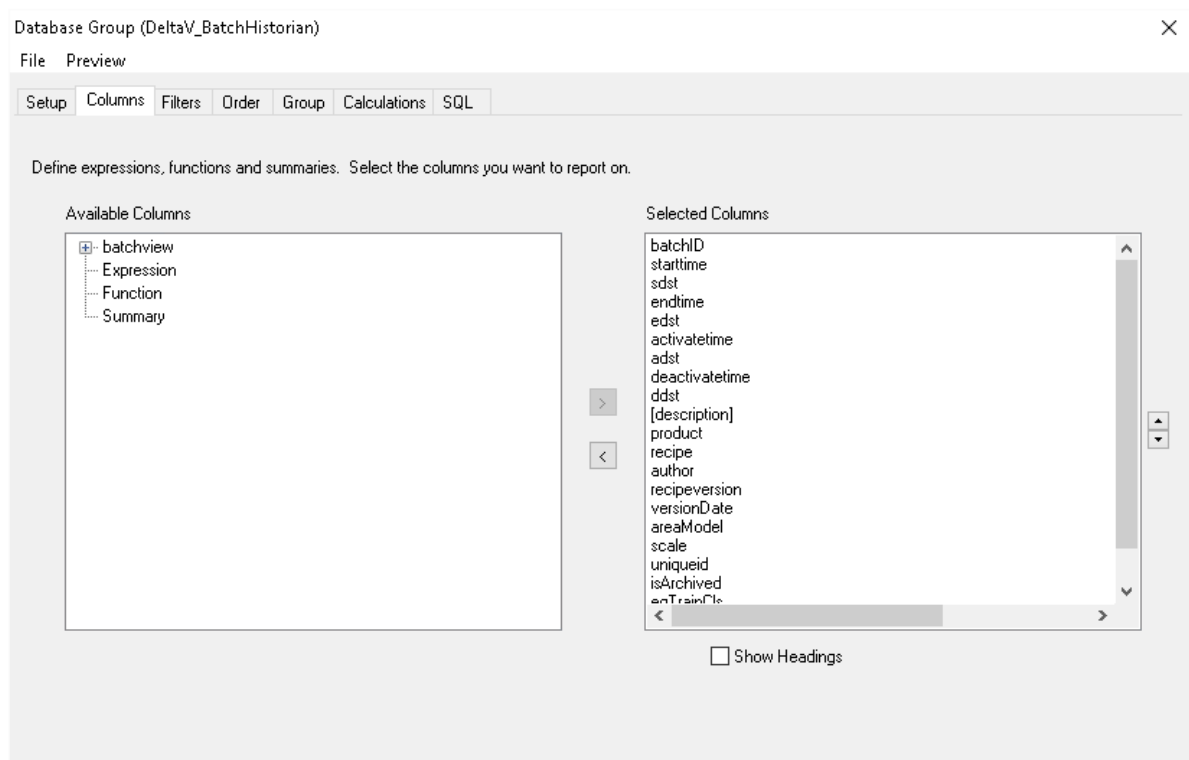 Database Group (DeltaV_BatchHistorian)
File Preview
Setup Columns Filters Order Group Calculations SQL
Define expressions, functions and summaries. Select the columns you want to report on.
Available Columns
batchview
Expression
Function
Summary
>
<
Selected Columns
batchID
starttime
sdst
endtime
edst
activatetime
adst
deactivatetime
ddst
[description]
product
recipe
author
recipeversion
versionDate
areaModel
scale
uniqueid
isArchived
eqTrainCls
Show Headings